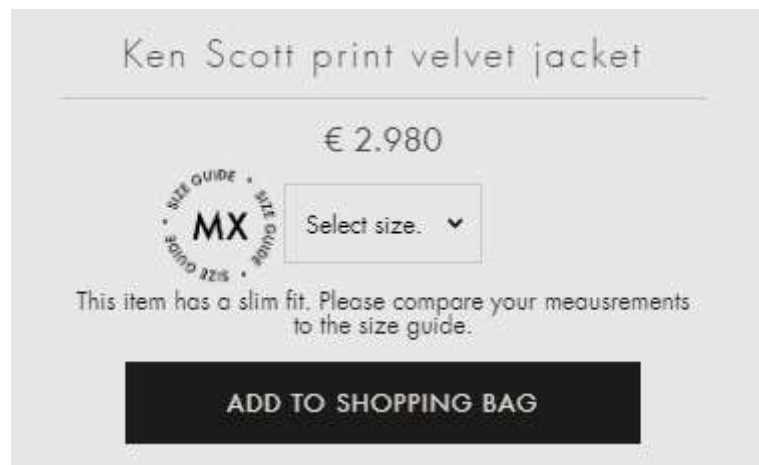 Ken Scott print velvet jacket
€ 2.980
SIZE GUIDE • SIZE GUIDE • SIZE GUIDE •
MX
Select size.
This item has a slim fit. Please compare your meausrements
to the size guide.
ADD TO SHOPPING BAG